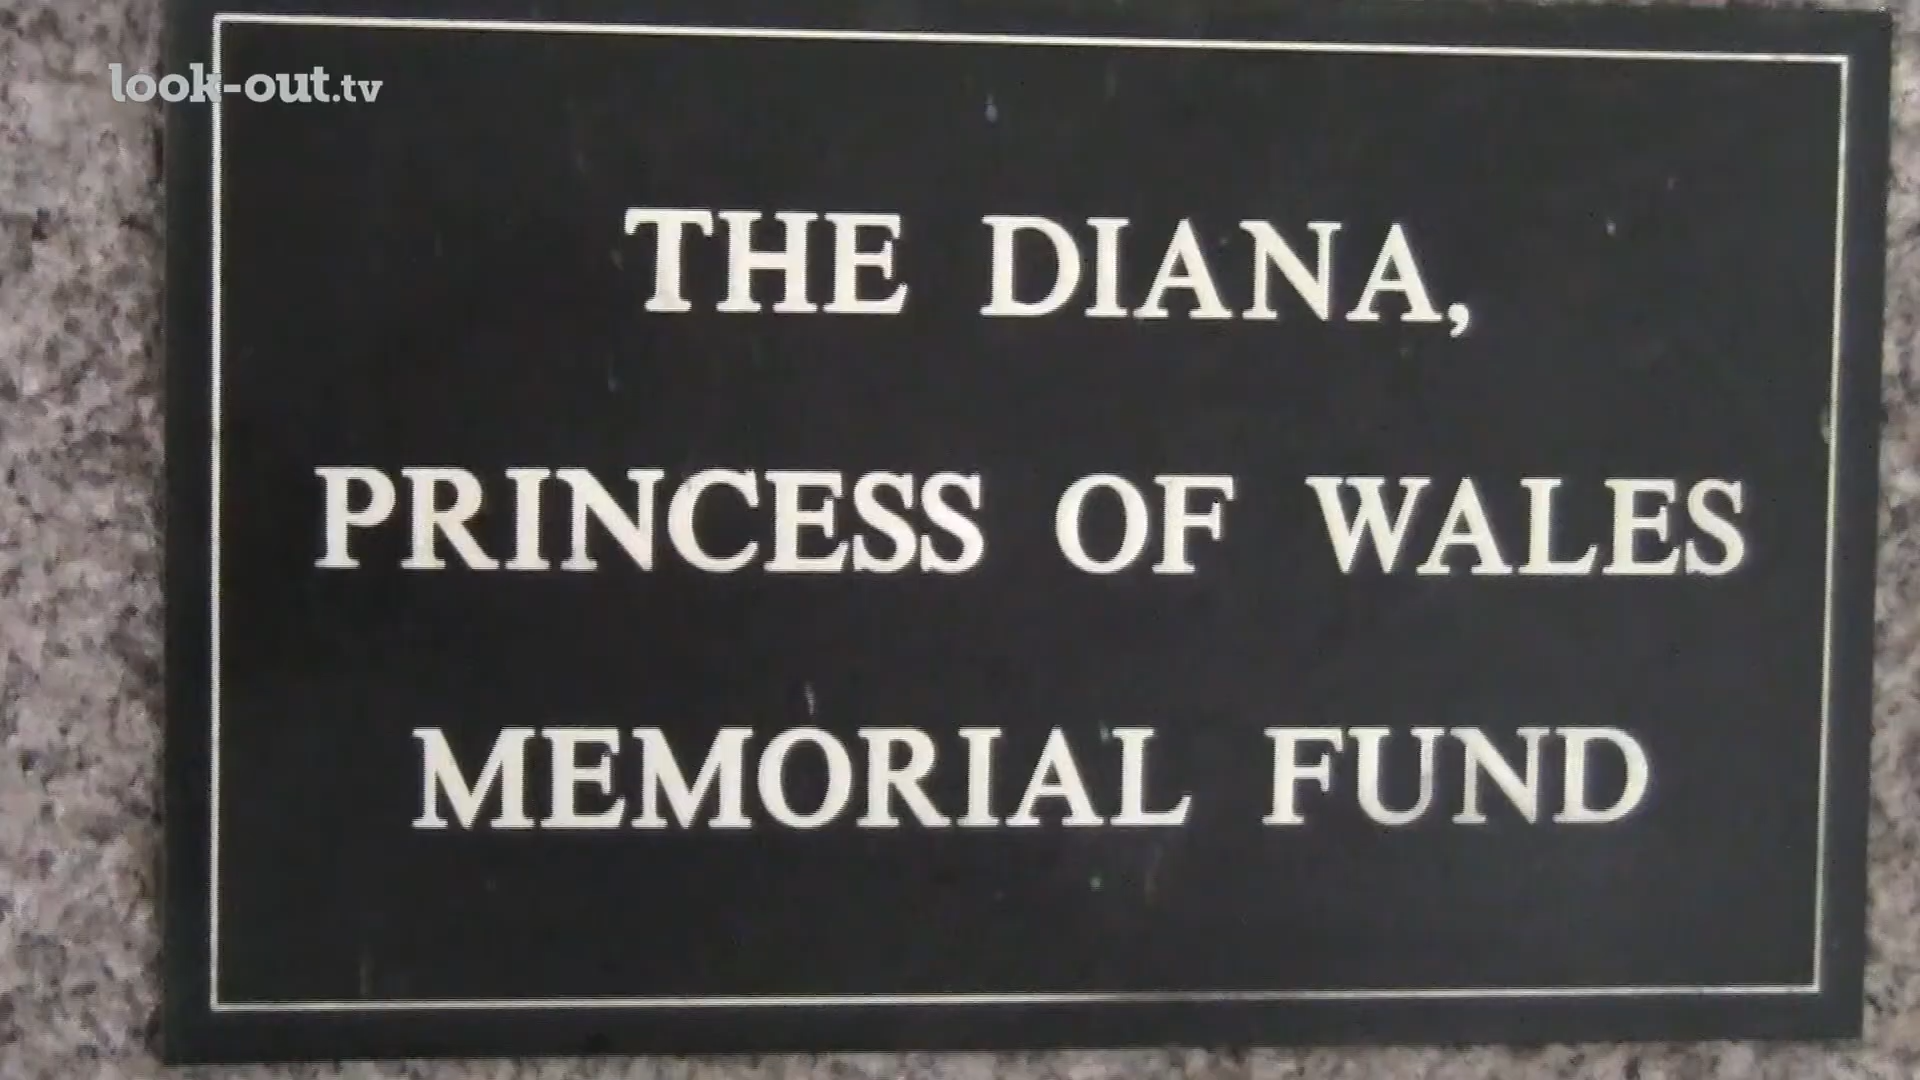 look-out.tv
THE DIANA,
PRINCESS OF WALES
MEMORIAL FUND